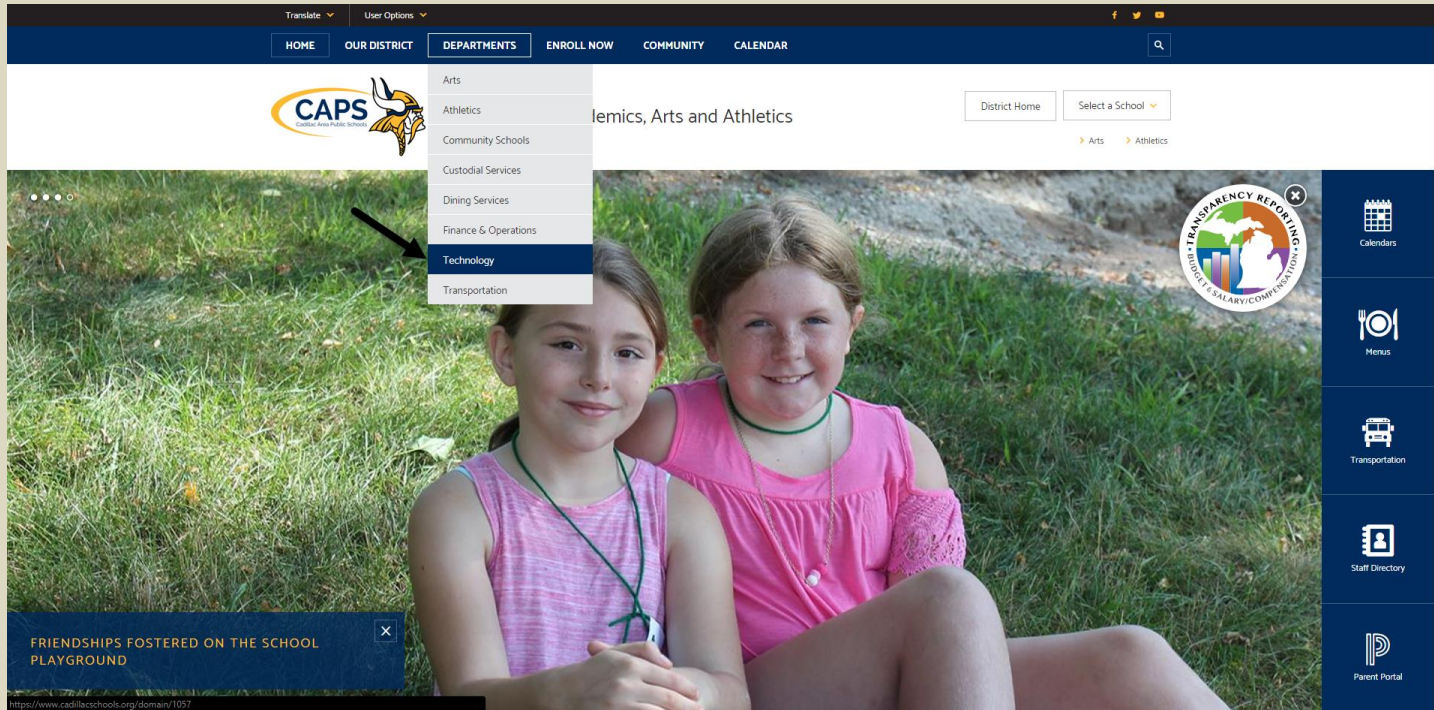 Translate User Options
HOME OUR DISTRICT DEPARTMENTS ENROLL NOW COMMUNITY CALENDAR
Arts
Athletics
Community Schools
Custodial Services
Dining Services
Finance & Operations
Technology
Transportation
CAPS
Cadillac Area Public Schools
demics, Arts and Athletics
District Home Select a School
Arts Athletics
TRANSPARENCY REPORTING
BUDGET & SALARY/COMPENSATION
Calendars
Menus
Transportation
Staff Directory
Parent Portal
FRIENDSHIPS FOSTERED ON THE SCHOOL
PLAYGROUND
https://www.cadillacschools.org/domain/1057